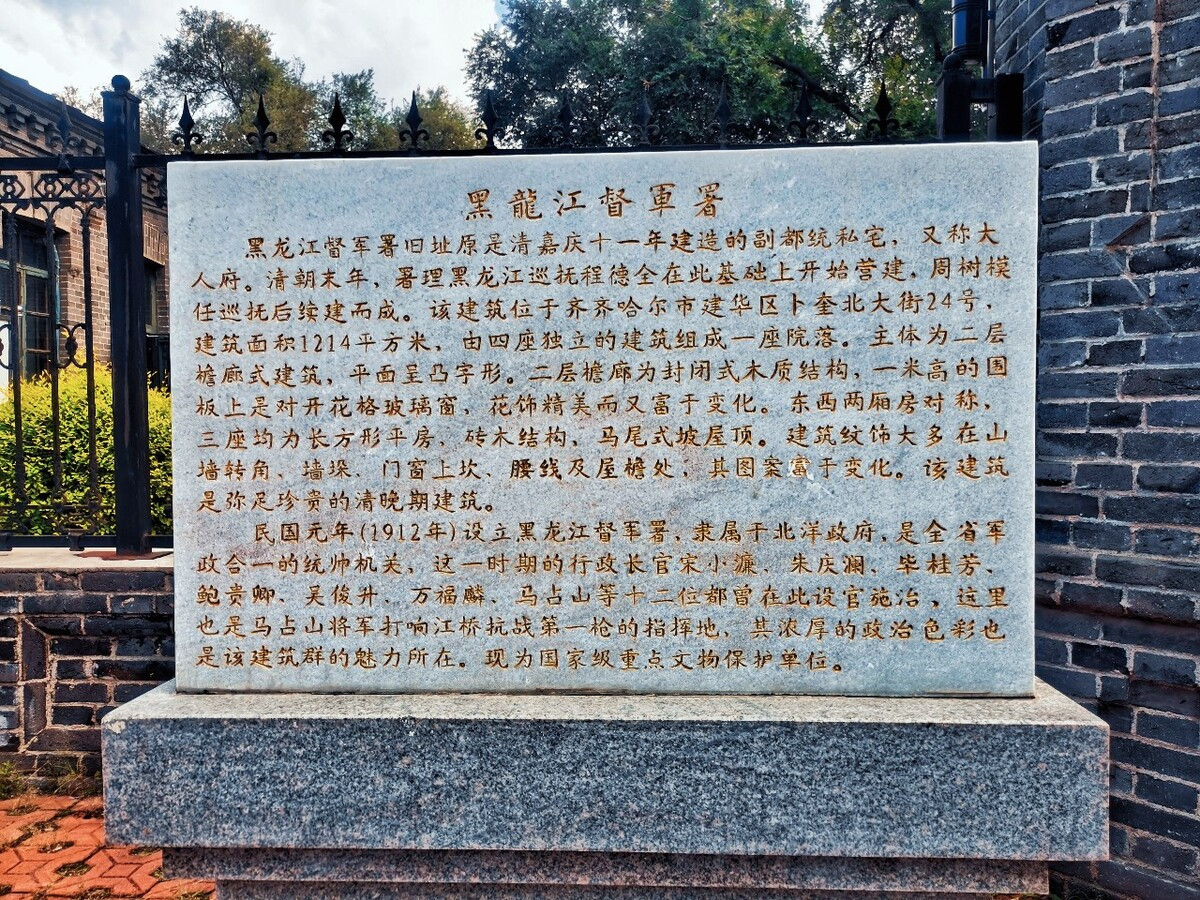 黑龍江督軍署
黑龙江督军署旧址原是清嘉庆十一年建造的副都统私宅，又称大
人府。清朝末年，署理黑龙江巡抚程德全在此基础上开始营建，周树模
任巡抚后续建而成。该建筑位于齐齐哈尔市建华区卜奎北大街24号，
建筑面积1214平方米，由四座独立的建筑组成一座院落。主体为二层
檐廊式建筑，平面呈凸字形。二层檐廊为封闭式木质结构，一米高的围
板上是对开花格玻璃窗，花饰精美而又富于变化。东西两厢房对称，
三座均为长方形平房，砖木结构，马尾式坡屋顶。建筑纹饰大多在山
墙转角、墙垛、门窗上坎、腰线及屋檐处，其图案富于变化。该建筑
是弥足珍贵的清晚期建筑。
民国元年(1912年)设立黑龙江督军署，隶属于北洋政府，是全省军
政合一的统帅机关，这一时期的行政长官宋小濂、朱庆澜、毕桂芳、
鲍贵卿、吴俊升、万福麟、马占山等十二位都曾在此设官施治，这里
也是马占山将军打响江桥抗战第一枪的指挥地，其浓厚的政治色彩也
是该建筑群的魅力所在。现为国家级重点文物保护单位。